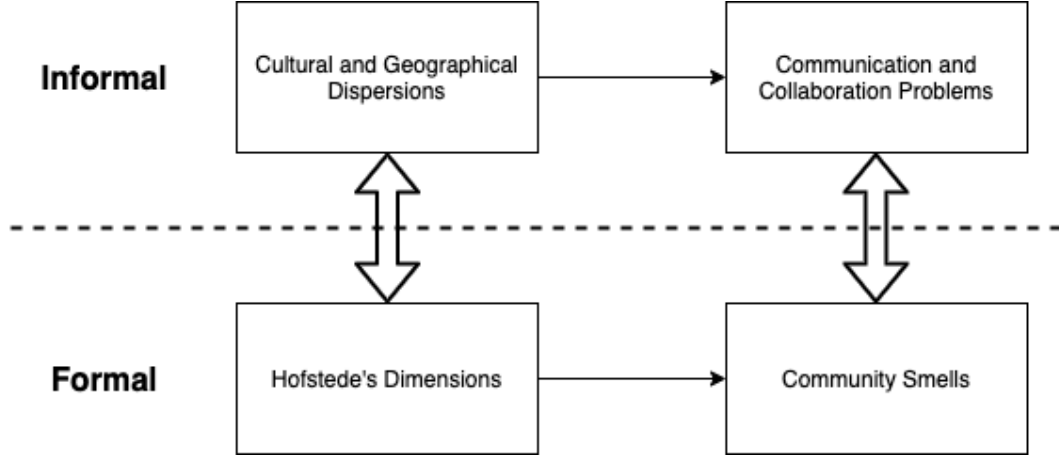 Informal
Cultural and Geographical
Dispersions
Communication and
Collaboration Problems
Formal
Hofstede's Dimensions
Community Smells